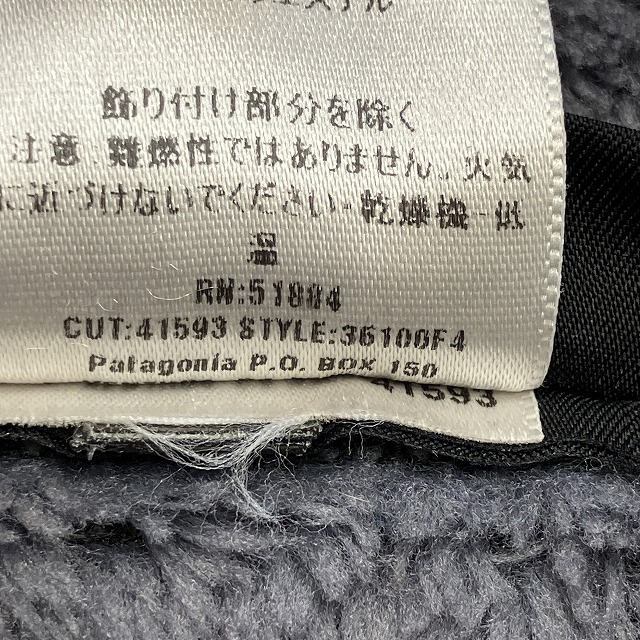 飾り付け部分を除く
注意.難燃性ではありません。火気
に近づけないでください-乾燥機-低
温
RN:51884
CUT:41593 STYLE:36100F4
Patagonia P.O. BOX 150
41593